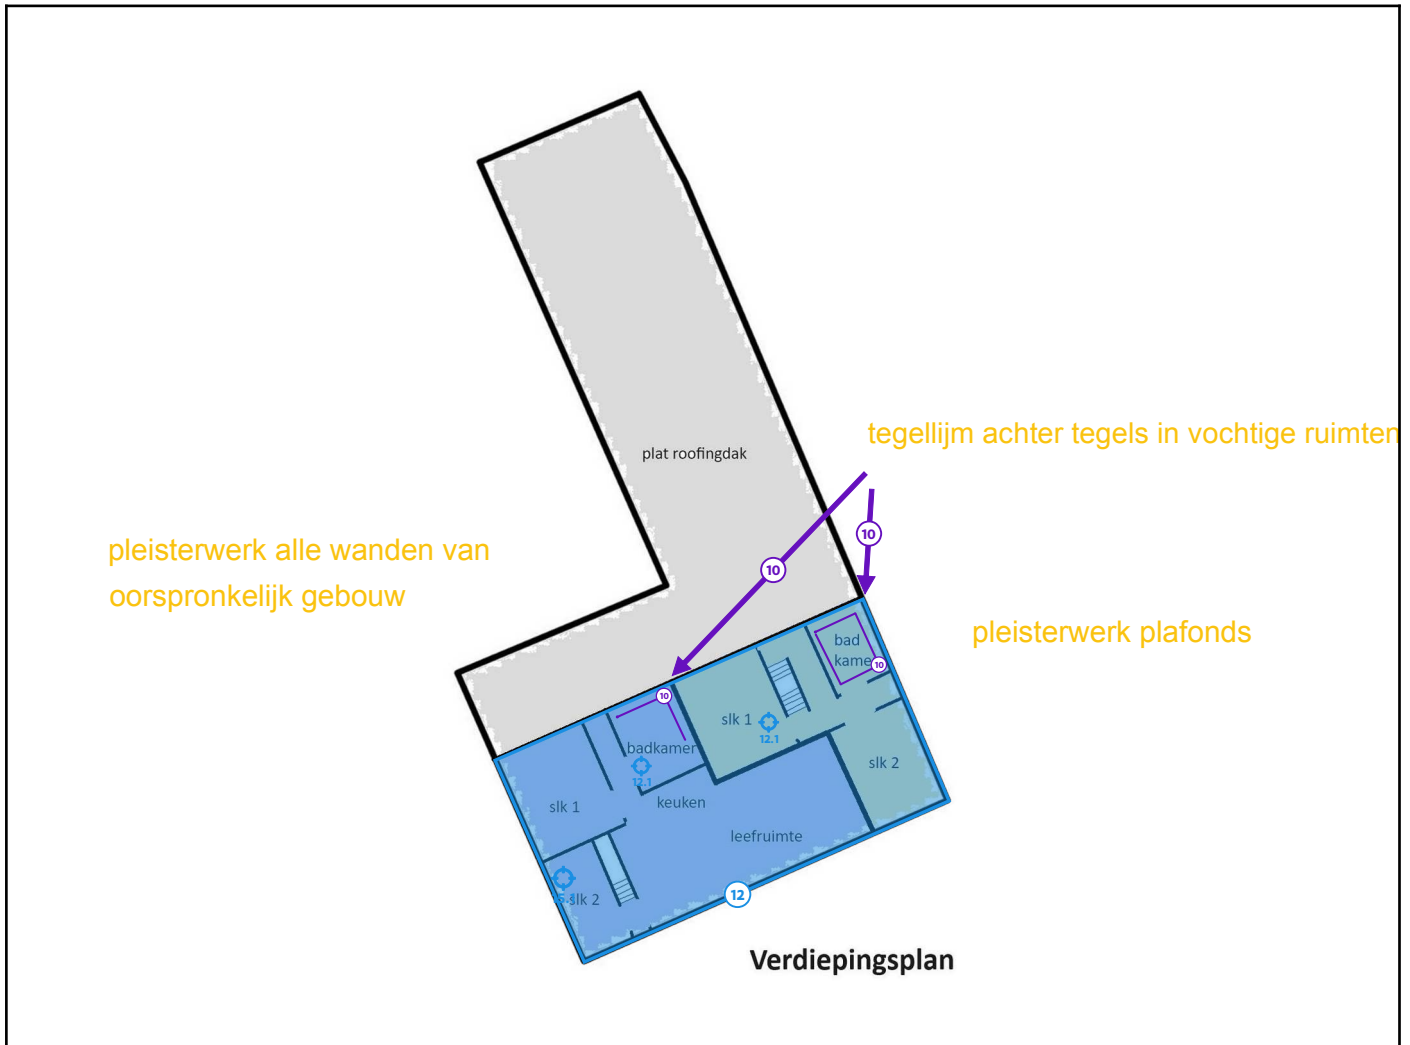 tegellijm achter tegels in vochtige ruimten
plat roofingdak
10
pleisterwerk alle wanden van
oorspronkelijk gebouw
10
pleisterwerk plafonds
bad
kamer
10
10
slk 1
12.1
badkamer
12.1
slk 2
keuken
slk 1
leefruimte
slk 2
12
Verdiepingsplan